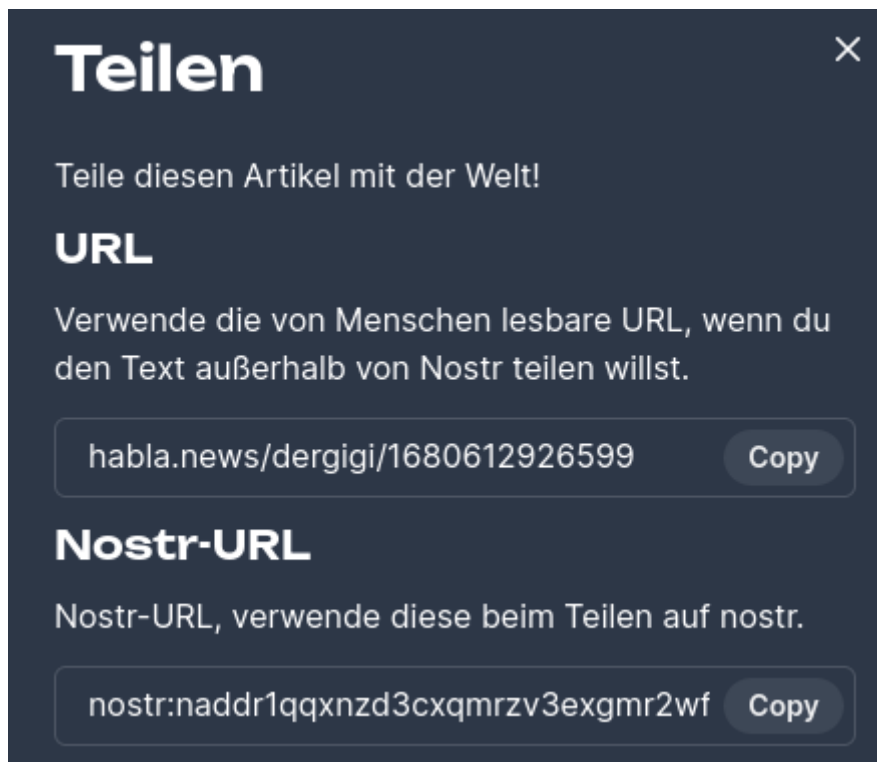 Teilen
Teile diesen Artikel mit der Welt!
URL
Verwende die von Menschen lesbare URL, wenn du
den Text außerhalb von Nostr teilen willst.
habla.news/dergigi/1680612926599 Copy
Nostr-URL
Nostr-URL, verwende diese beim Teilen auf nostr.
nostr:naddr1qqxnzd3cxqmrzv3exgmr2wf Copy